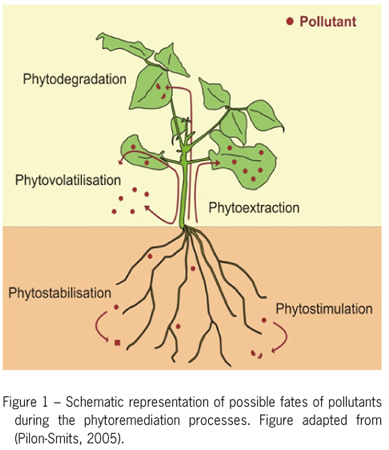 Pollutant
Phytodegradation
Phytovolatilisation
Phytoextraction
Phytostabilisation
Phytostimulation
Figure 1 – Schematic representation of possible fates of pollutants
during the phytoremediation processes. Figure adapted from
(Pilon-Smits, 2005).